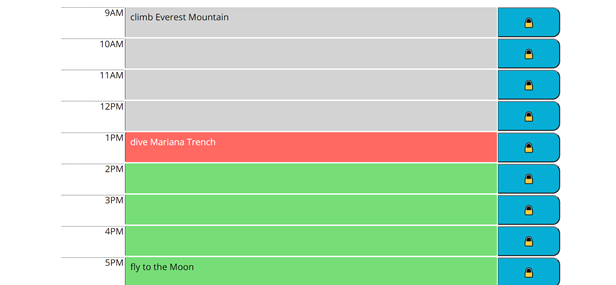 9AM climb Everest Mountain
10AM
11AM
12PM
1PM dive Mariana Trench
2PM
3PM
4PM
5PM fly to the Moon